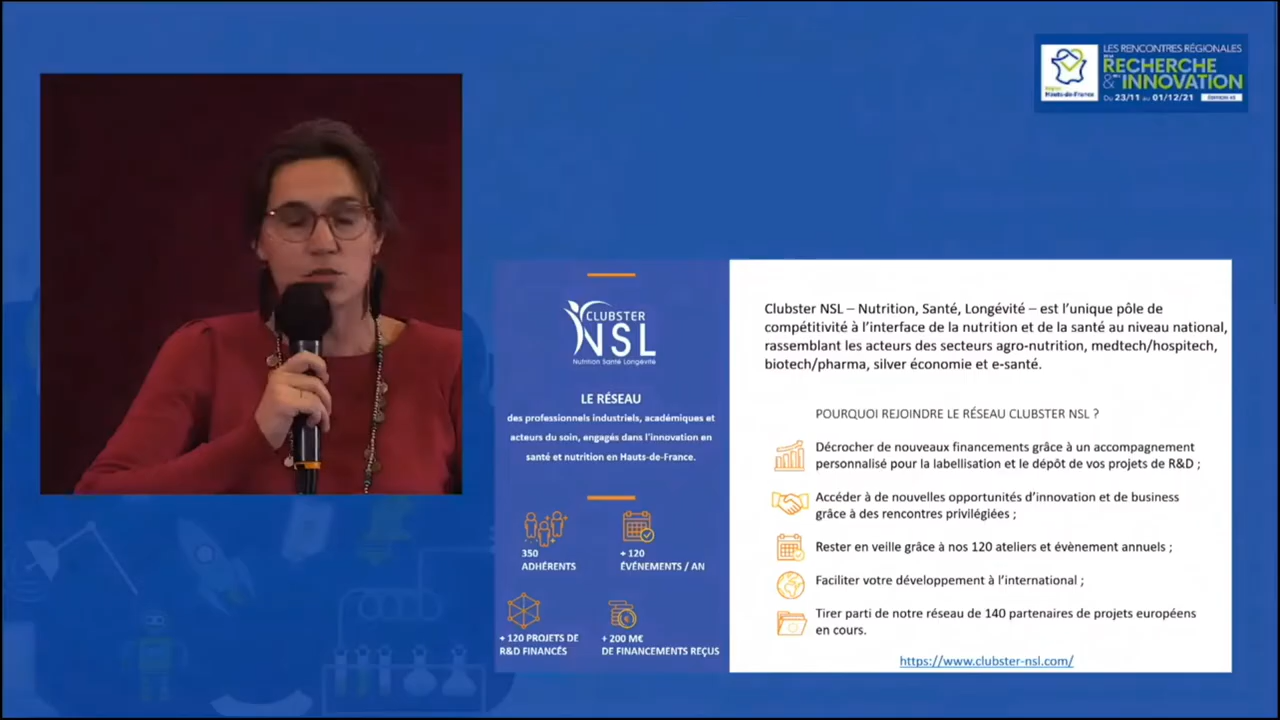 LES RENCONTRES RÉGIONALES
RECHERCHE
& L'INNOVATION
Du 23/11 au 01/12/21
Hauts-de-France
CLUBSTER
NSL
Nutrition Santé Longévité
LE RÉSEAU
des professionnels industriels, académiques et
acteurs du soin, engagés dans l'innovation en
santé et nutrition en Hauts-de-France.
350
ADHÉRENTS
+ 120
ÉVÉNEMENTS / AN
+ 120 PROJETS DE
R&D FINANCÉS
+ 200 M€
DE FINANCEMENTS REÇUS
Clubster NSL – Nutrition, Santé, Longévité – est l'unique pôle de
compétitivité à l'interface de la nutrition et de la santé au niveau national,
rassemblant les acteurs des secteurs agro-nutrition, medtech/hospitech,
biotech/pharma, silver économie et e-santé.
POURQUOI REJOINDRE LE RÉSEAU CLUBSTER NSL ?
Décrocher de nouveaux financements grâce à un accompagnement
personnalisé pour la labellisation et le dépôt de vos projets de R&D ;
Accéder à de nouvelles opportunités d'innovation et de business
grâce à des rencontres privilégiées ;
Rester en veille grâce à nos 120 ateliers et évènement annuels ;
Faciliter votre développement à l'international ;
Tirer parti de notre réseau de 140 partenaires de projets européens
en cours.
https://www.clubster-nsl.com/